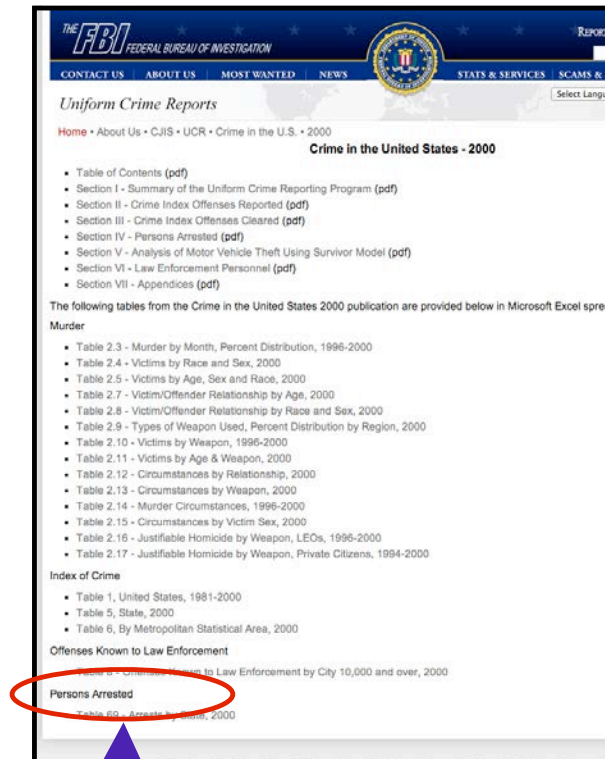 THE FBI FEDERAL BUREAU OF INVESTIGATION
CONTACT US ABOUT US MOST WANTED NEWS STATS & SERVICES SCAMS &
Uniform Crime Reports
Home • About Us • CJIS • UCR • Crime in the U.S. • 2000
Crime in the United States - 2000
Table of Contents (pdf)
Section I - Summary of the Uniform Crime Reporting Program (pdf)
Section II - Crime Index Offenses Reported (pdf)
Section III - Crime Index Offenses Cleared (pdf)
Section IV - Persons Arrested (pdf)
Section V - Analysis of Motor Vehicle Theft Using Survivor Model (pdf)
Section VI - Law Enforcement Personnel (pdf)
Section VII - Appendices (pdf)
The following tables from the Crime in the United States 2000 publication are provided below in Microsoft Excel spre
Murder
Table 2.3 - Murder by Month, Percent Distribution, 1996-2000
Table 2.4 - Victims by Race and Sex, 2000
Table 2.5 - Victims by Age, Sex and Race, 2000
Table 2.7 - Victim/Offender Relationship by Age, 2000
Table 2.8 - Victim/Offender Relationship by Race and Sex, 2000
Table 2.9 - Types of Weapon Used, Percent Distribution by Region, 2000
Table 2.10 - Victims by Weapon, 1996-2000
Table 2.11 - Victims by Age & Weapon, 2000
Table 2.12 - Circumstances by Relationship, 2000
Table 2.13 - Circumstances by Weapon, 2000
Table 2.14 - Murder Circumstances, 1996-2000
Table 2.15 - Circumstances by Victim Sex, 2000
Table 2.16 - Justifiable Homicide by Weapon, LEOs, 1996-2000
Table 2.17 - Justifiable Homicide by Weapon, Private Citizens, 1994-2000
Index of Crime
Table 1, United States, 1981-2000
Table 5, State, 2000
Table 6, By Metropolitan Statistical Area, 2000
Offenses Known to Law Enforcement
Table 8 - Offenses Known to Law Enforcement by City 10,000 and over, 2000
Persons Arrested
Table 69 - Arrests by State, 2000